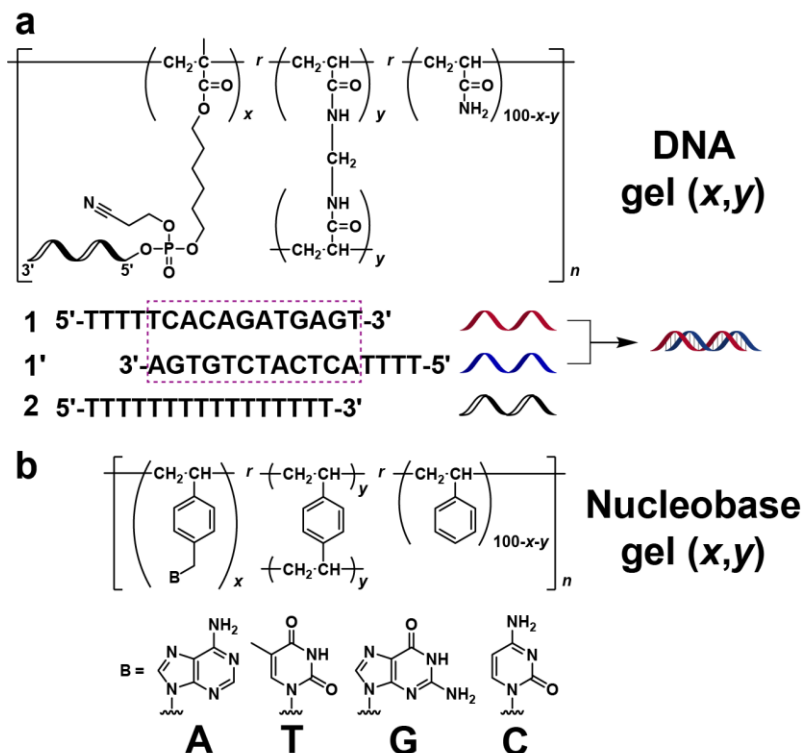 a
CH₂-C r CH₂-CH r CH₂-CH
C=O x C=O y C=O 100-x-y
O NH NH₂
CH₂
N NH
O C=O
O-P-O CH₂-CH y
3' 5' O n
DNA
gel (x,y)
1 5'-TTTTTCACAGATGAGT-3'
1' 3'-AGTGTCTACTCATTTT-5'
2 5'-TTTTTTTTTTTTTTTT-3'
b
CH₂-CH r CH₂-CH y r CH₂-CH
100-x-y
B x CH₂-CH y n
Nucleobase
gel (x,y)
B =
NH₂ N N N N
O NH N O
O N NH N N NH₂
NH₂ N N O
A T G C